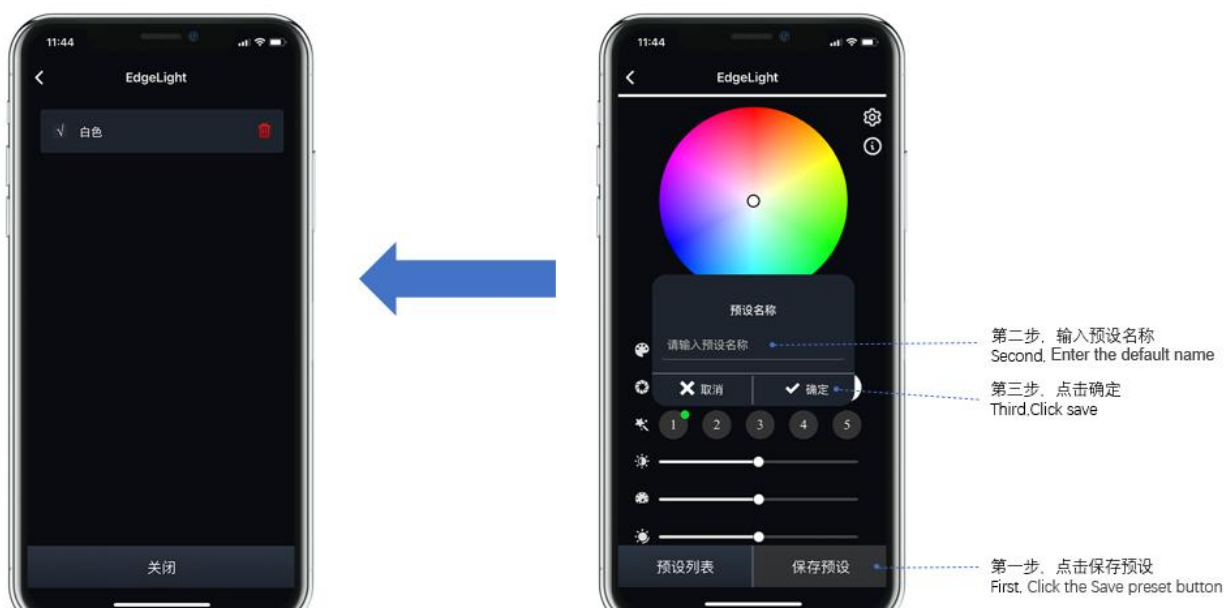 11:44
EdgeLight
√ 白色
关闭
11:44
EdgeLight
预设名称
请输入预设名称
取消 确定
1 2 3 4 5
预设列表 保存预设
第二步, 输入预设名称
Second, Enter the default name
第三步, 点击确定
Third,Click save
第一步, 点击保存预设
First, Click the Save preset button